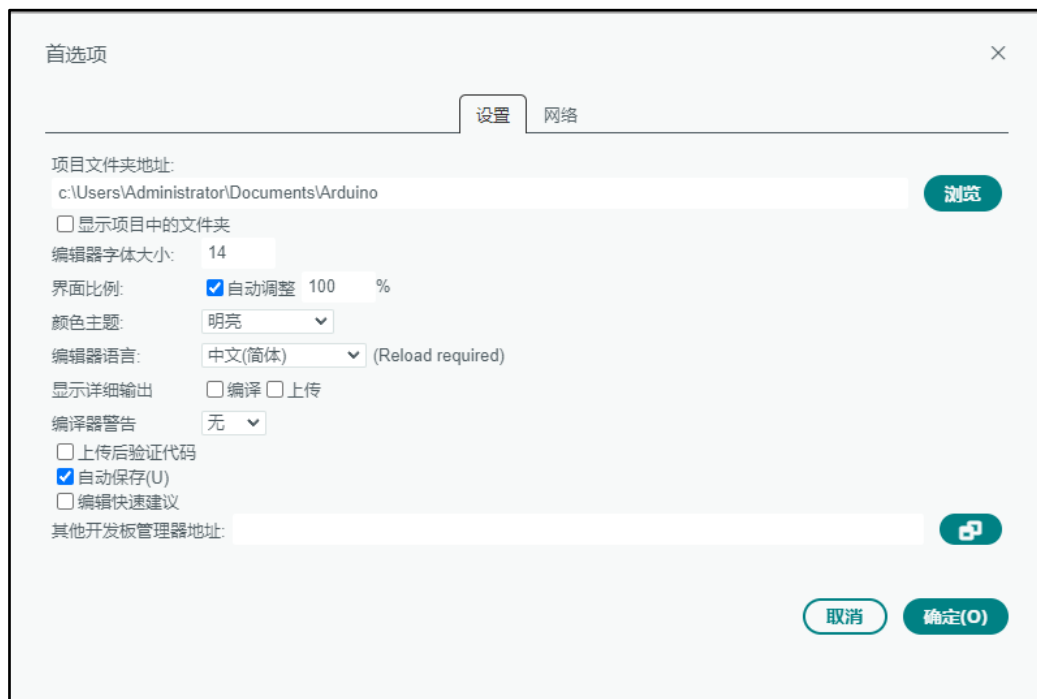 首选项
设置 网络
项目文件夹地址:
c:\Users\Administrator\Documents\Arduino 浏览
显示项目中的文件夹
编辑器字体大小: 14
界面比例: 自动调整 100 %
颜色主题: 明亮
编辑器语言: 中文(简体) (Reload required)
显示详细输出 编译 上传
编译器警告 无
上传后验证代码
自动保存(U)
编辑快速建议
其他开发板管理器地址:
取消 确定(O)